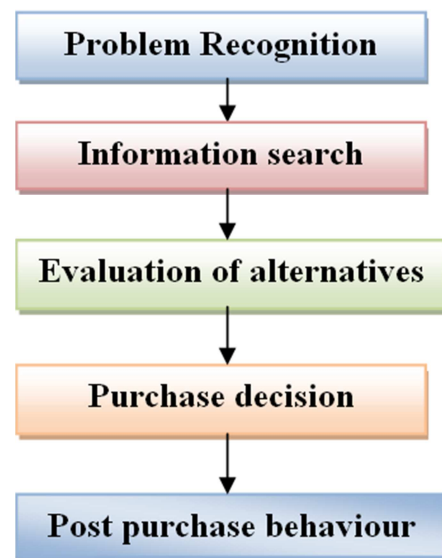 Problem Recognition
Information search
Evaluation of alternatives
Purchase decision
Post purchase behaviour